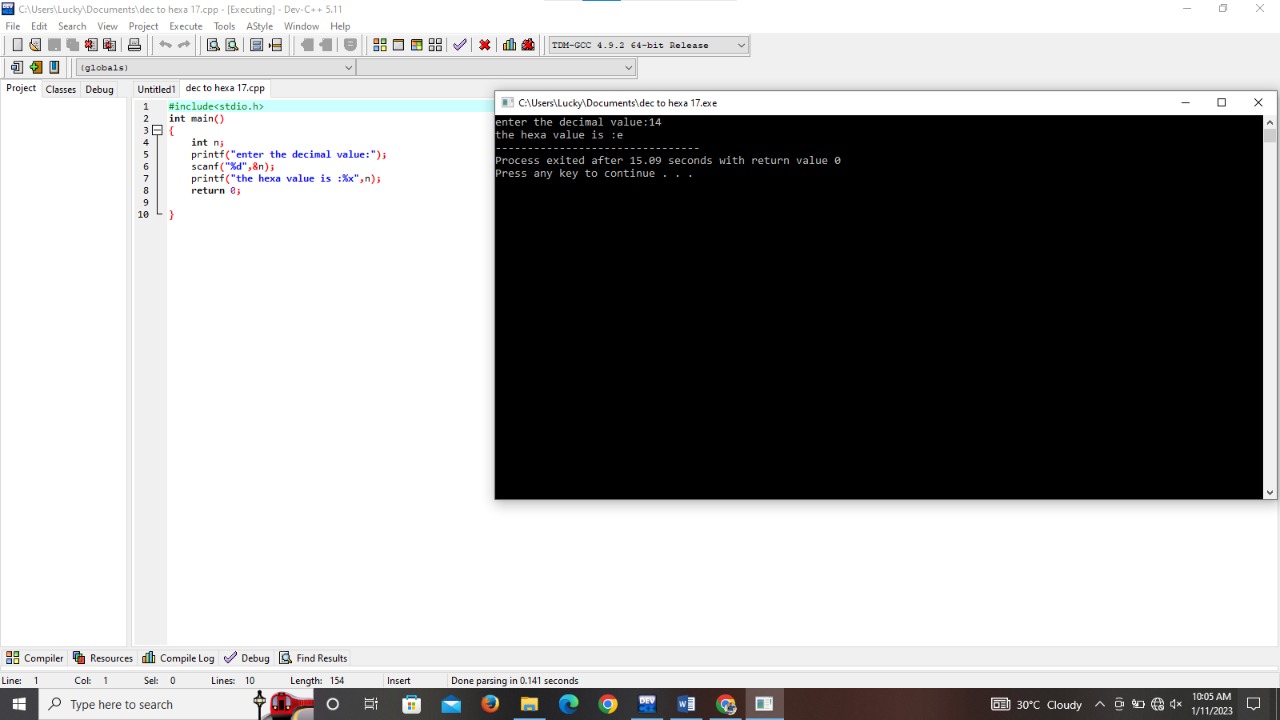 C:\Users\Lucky\Documents\dec to hexa 17.cpp - [Executing] - Dev-C++ 5.11
File Edit Search View Project Execute Tools AStyle Window Help
TDM-GCC 4.9.2 64-bit Release
(globals)
Project Classes Debug
Untitled1 dec to hexa 17.cpp
1 #include<stdio.h>
2 int main()
3 {
4 int n;
5 printf("enter the decimal value:");
6 scanf("%d",&n);
7 printf("the hexa value is :%x",n);
8 return 0;
9
10 }
C:\Users\Lucky\Documents\dec to hexa 17.exe
enter the decimal value:14
the hexa value is :e
--------------------------------
Process exited after 15.09 seconds with return value 0
Press any key to continue . . .
Compiler Resources Compile Log Debug Find Results
Line: 1 Col: 1 Sel: 0 Lines: 10 Length: 154 Insert Done parsing in 0.141 seconds
Type here to search
DEV
30°C Cloudy
10:05 AM
1/11/2023